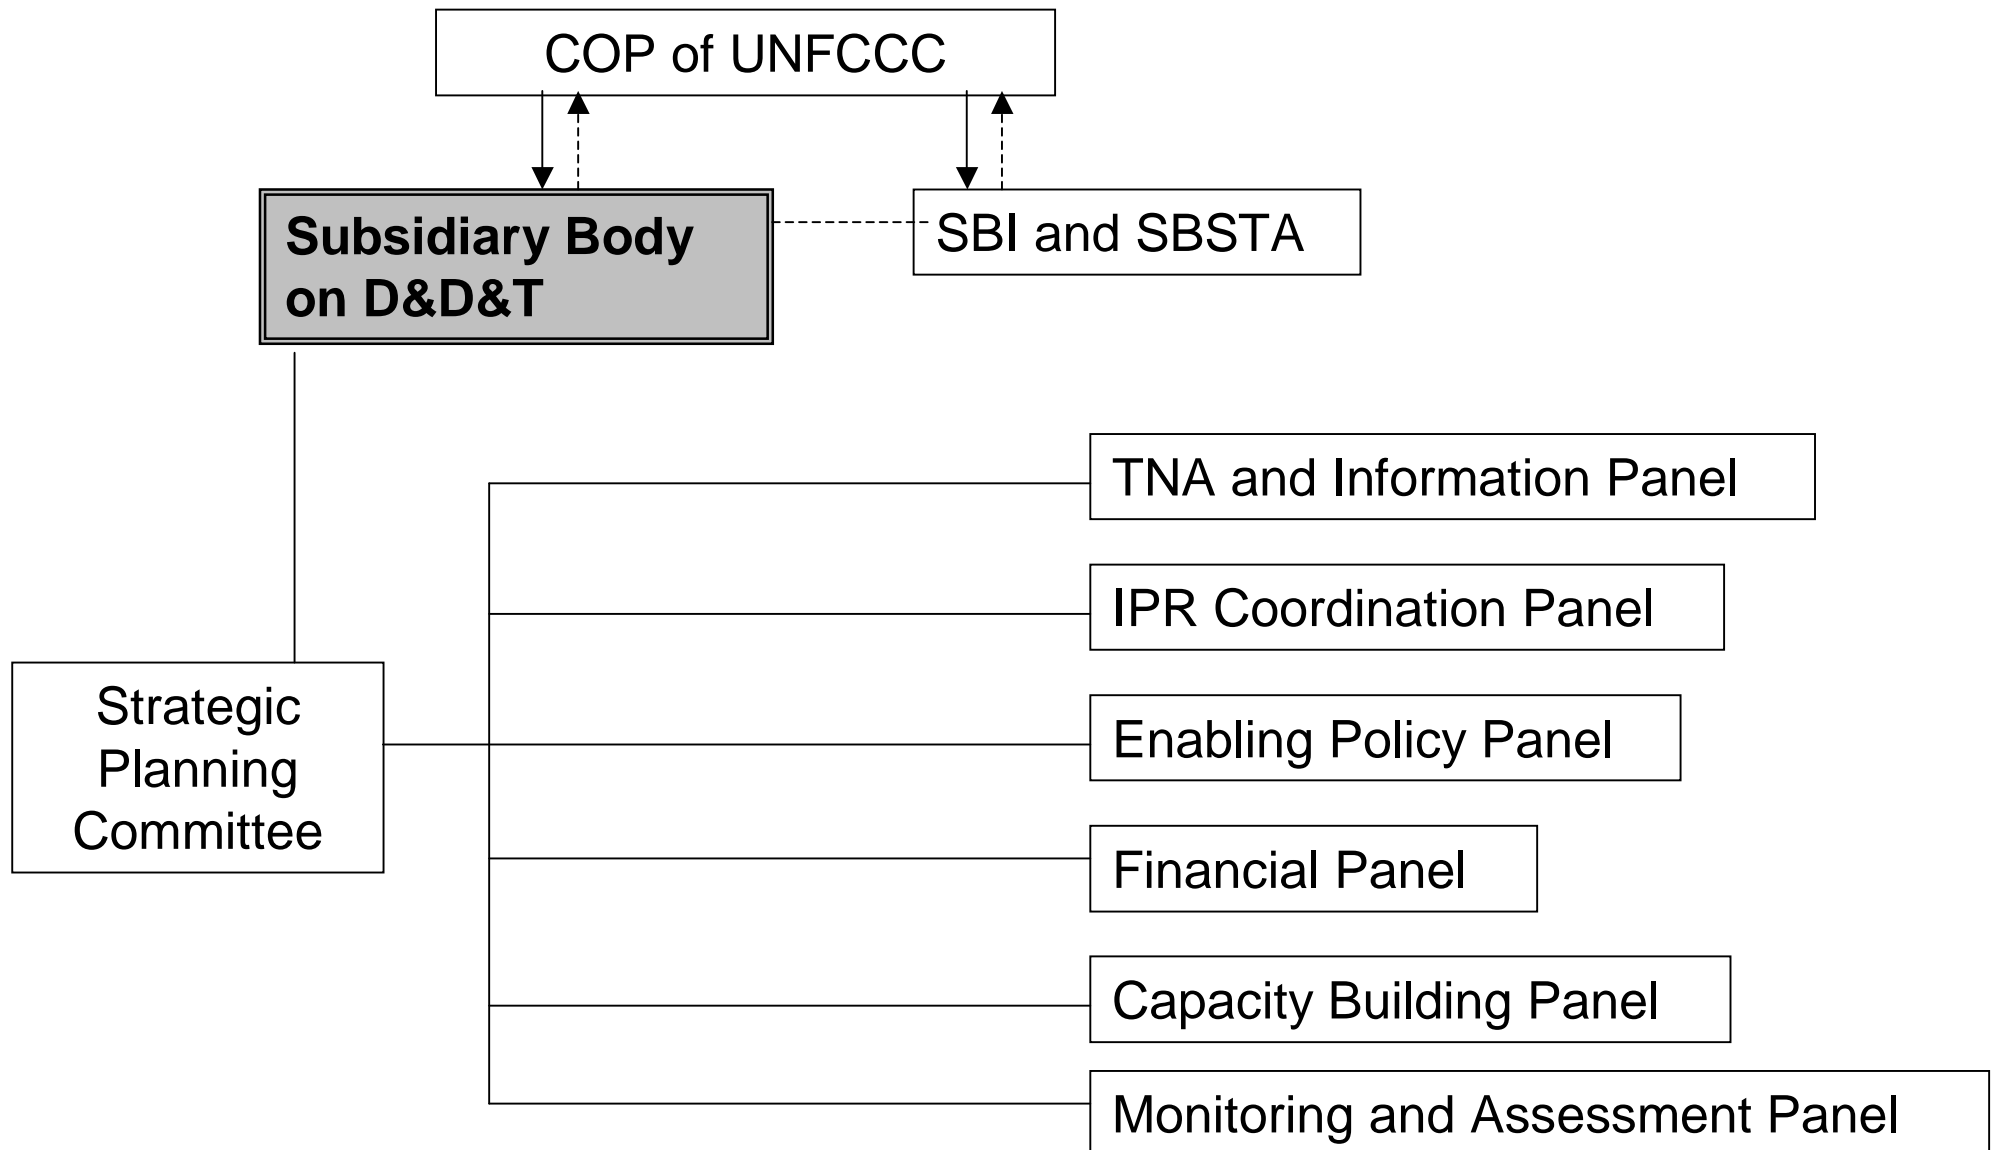 COP of UNFCCC
Subsidiary Body
on D&D&T
SBI and SBSTA
TNA and Information Panel
IPR Coordination Panel
Enabling Policy Panel
Strategic
Planning
Committee
Financial Panel
Capacity Building Panel
Monitoring and Assessment Panel